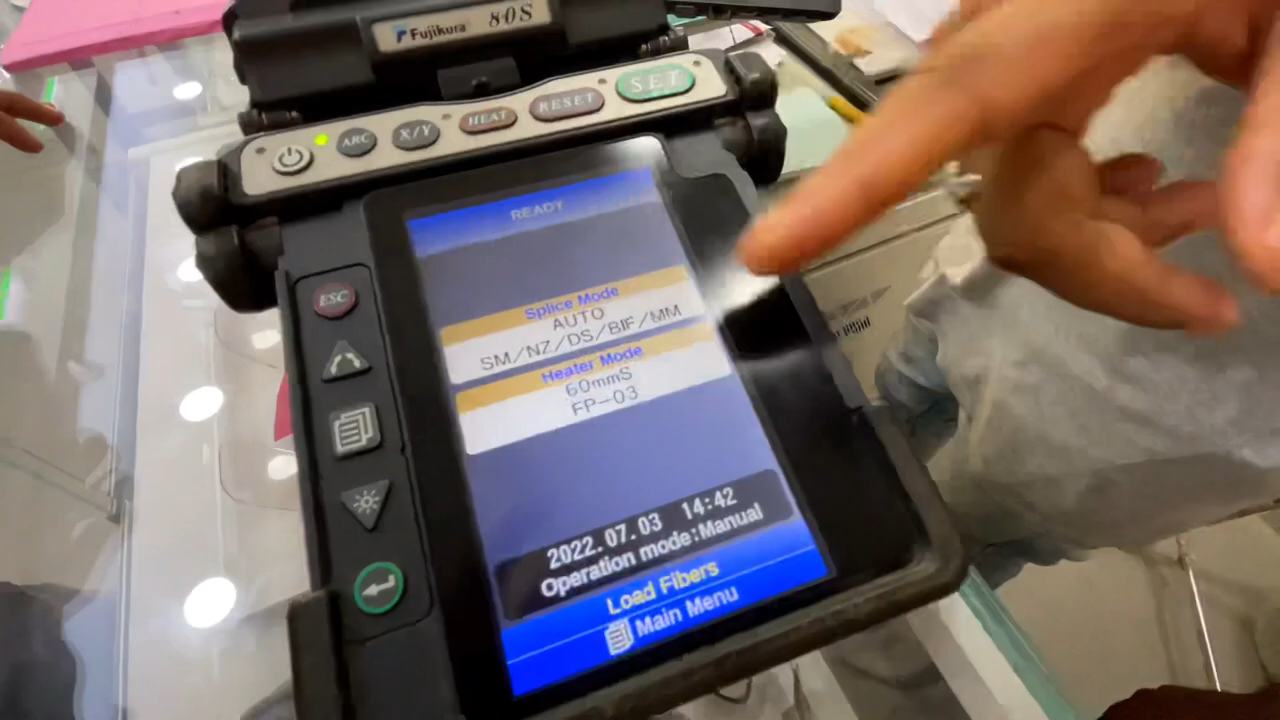 Fujikura 80S
ARC X/Y HEAT RESET SET
READY
ESC
Splice Mode
AUTO
SM/NZ/DS/BIF/MM
Heater Mode
60mmS
FP-03
2022.07.03 14:42
Operation mode:Manual
Load Fibers
Main Menu